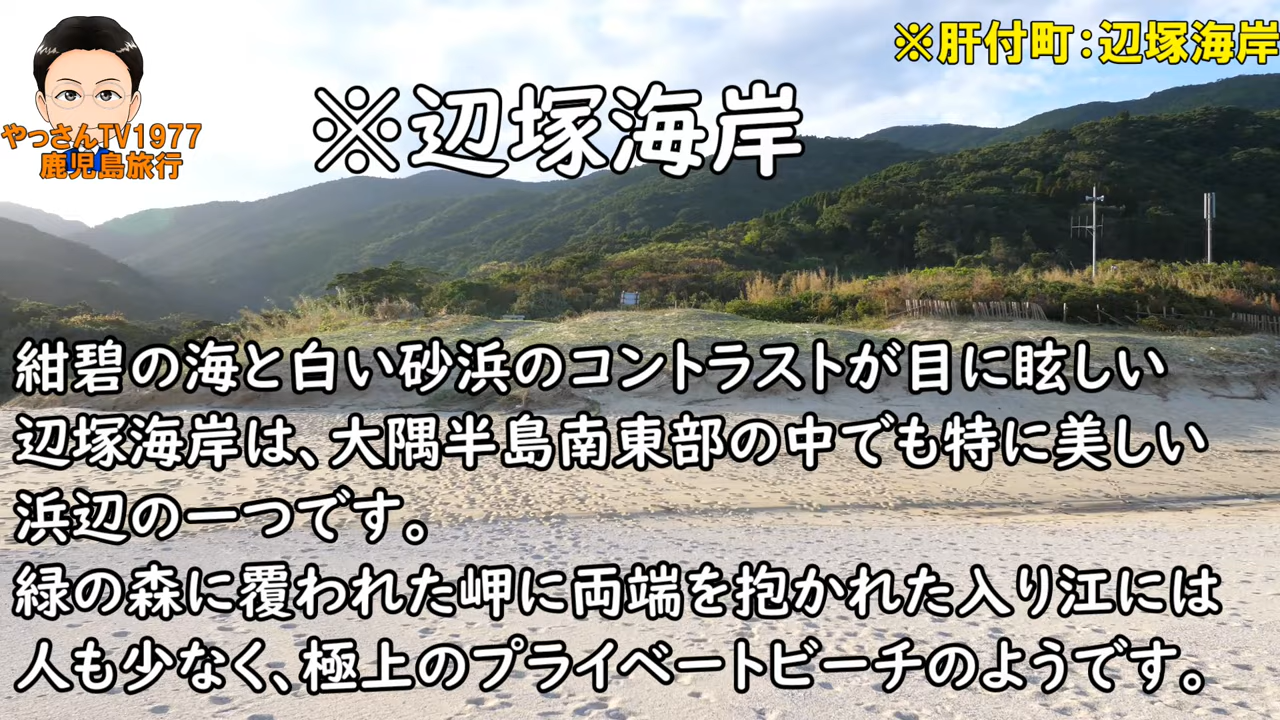 ※肝付町：辺塚海岸
やっさんTV1977
鹿児島旅行
※辺塚海岸
紺碧の海と白い砂浜のコントラストが目に眩しい
辺塚海岸は、大隅半島南東部の中でも特に美しい
浜辺の一つです。
緑の森に覆われた岬に両端を抱かれた入り江には
人も少なく、極上のプライベートビーチのようです。